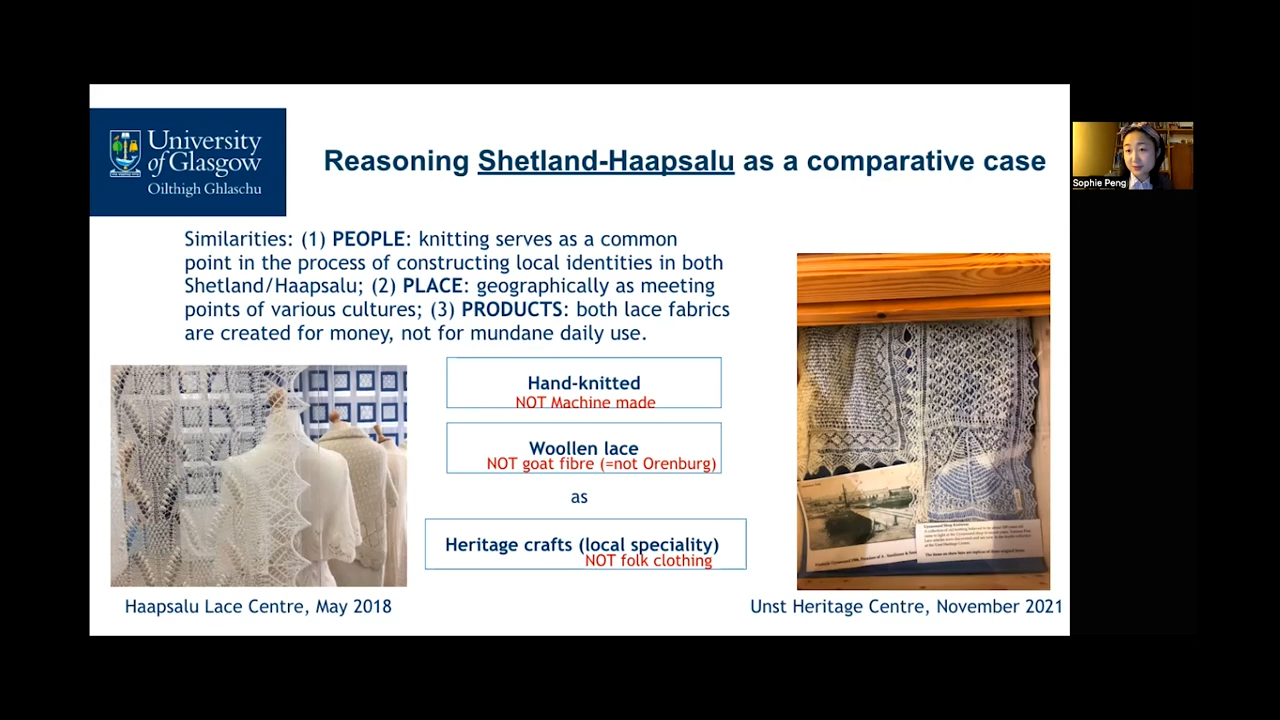 University
of Glasgow
Oilthigh Ghlaschu
Reasoning Shetland-Haapsalu as a comparative case
Sophie Peng
Similarities: (1) PEOPLE: knitting serves as a common
point in the process of constructing local identities in both
Shetland/Haapsalu; (2) PLACE: geographically as meeting
points of various cultures; (3) PRODUCTS: both lace fabrics
are created for money, not for mundane daily use.
Hand-knitted
NOT Machine made
Woollen lace
NOT goat fibre (=not Orenburg)
as
Heritage crafts (local speciality)
NOT folk clothing
Haapsalu Lace Centre, May 2018
Unst Heritage Centre, November 2021